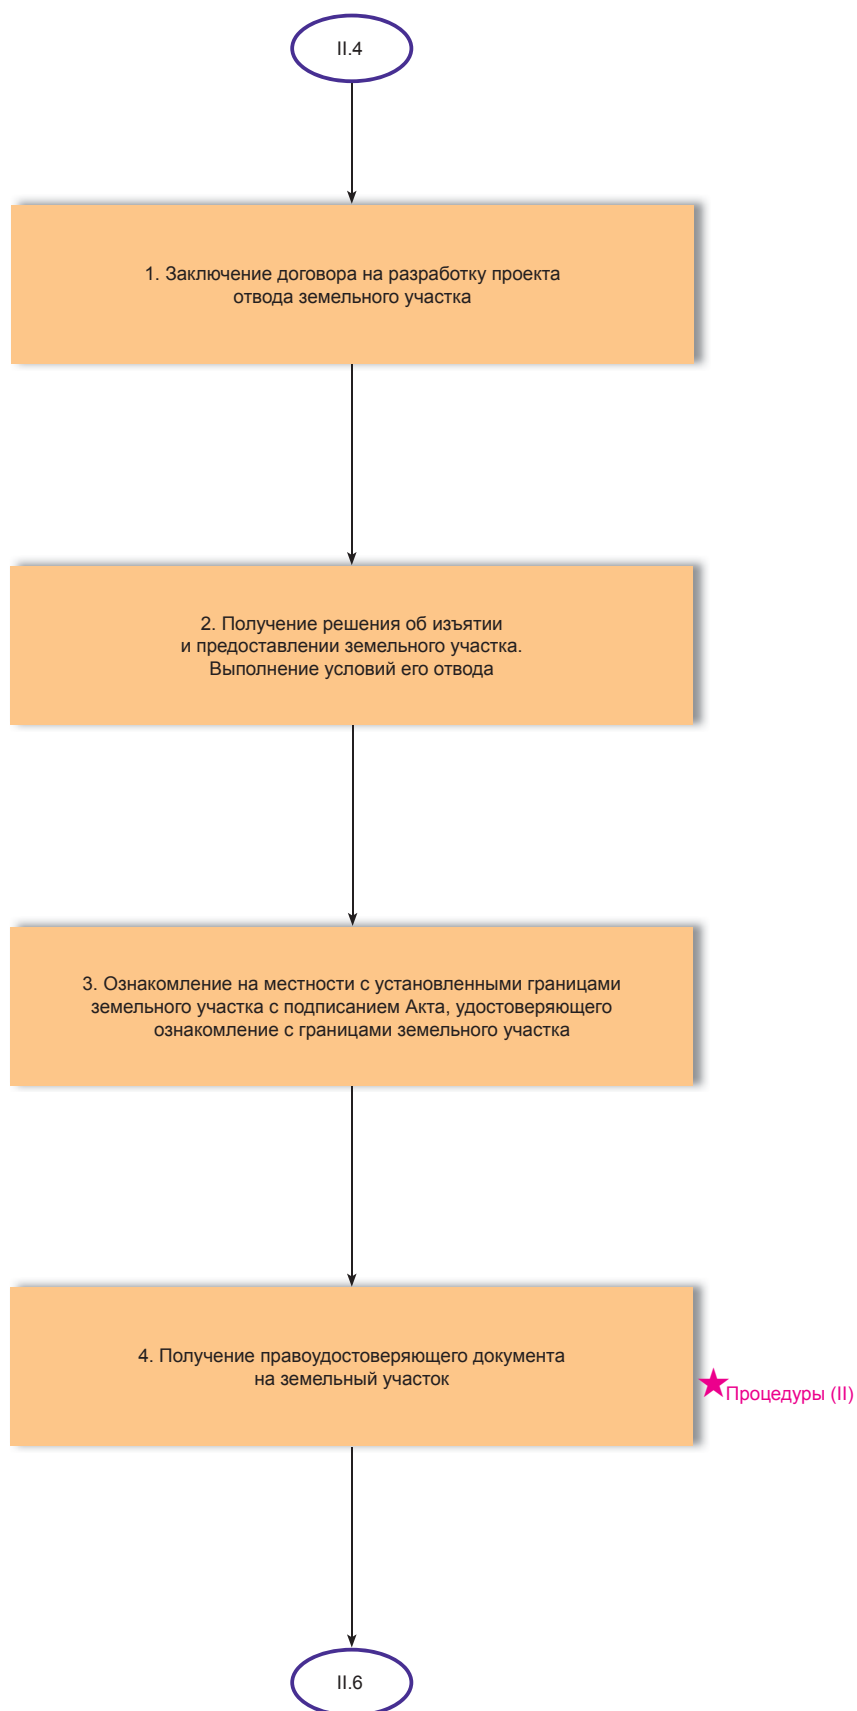 II.4
1. Заключение договора на разработку проекта
отвода земельного участка
2. Получение решения об изъятии
и предоставлении земельного участка.
Выполнение условий его отвода
3. Ознакомление на местности с установленными границами
земельного участка с подписанием Акта, удостоверяющего
ознакомление с границами земельного участка
4. Получение правоудостоверяющего документа
на земельный участок
Процедуры (II)
II.6